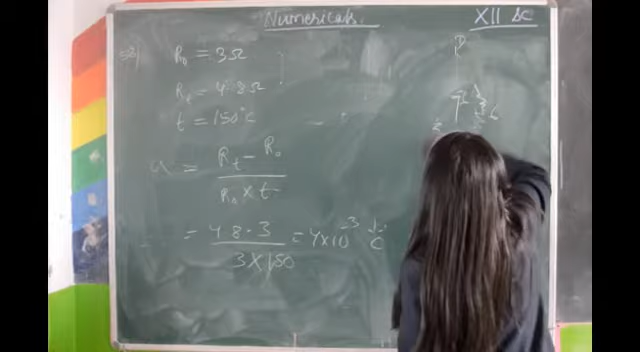 Numericals.
XII SC
R₀ = 3Ω
Rt = 4.8Ω
t = 150°C
α = Rt - R₀
R₀ × t
= 4.8 - 3 = 4×10⁻³
3×150